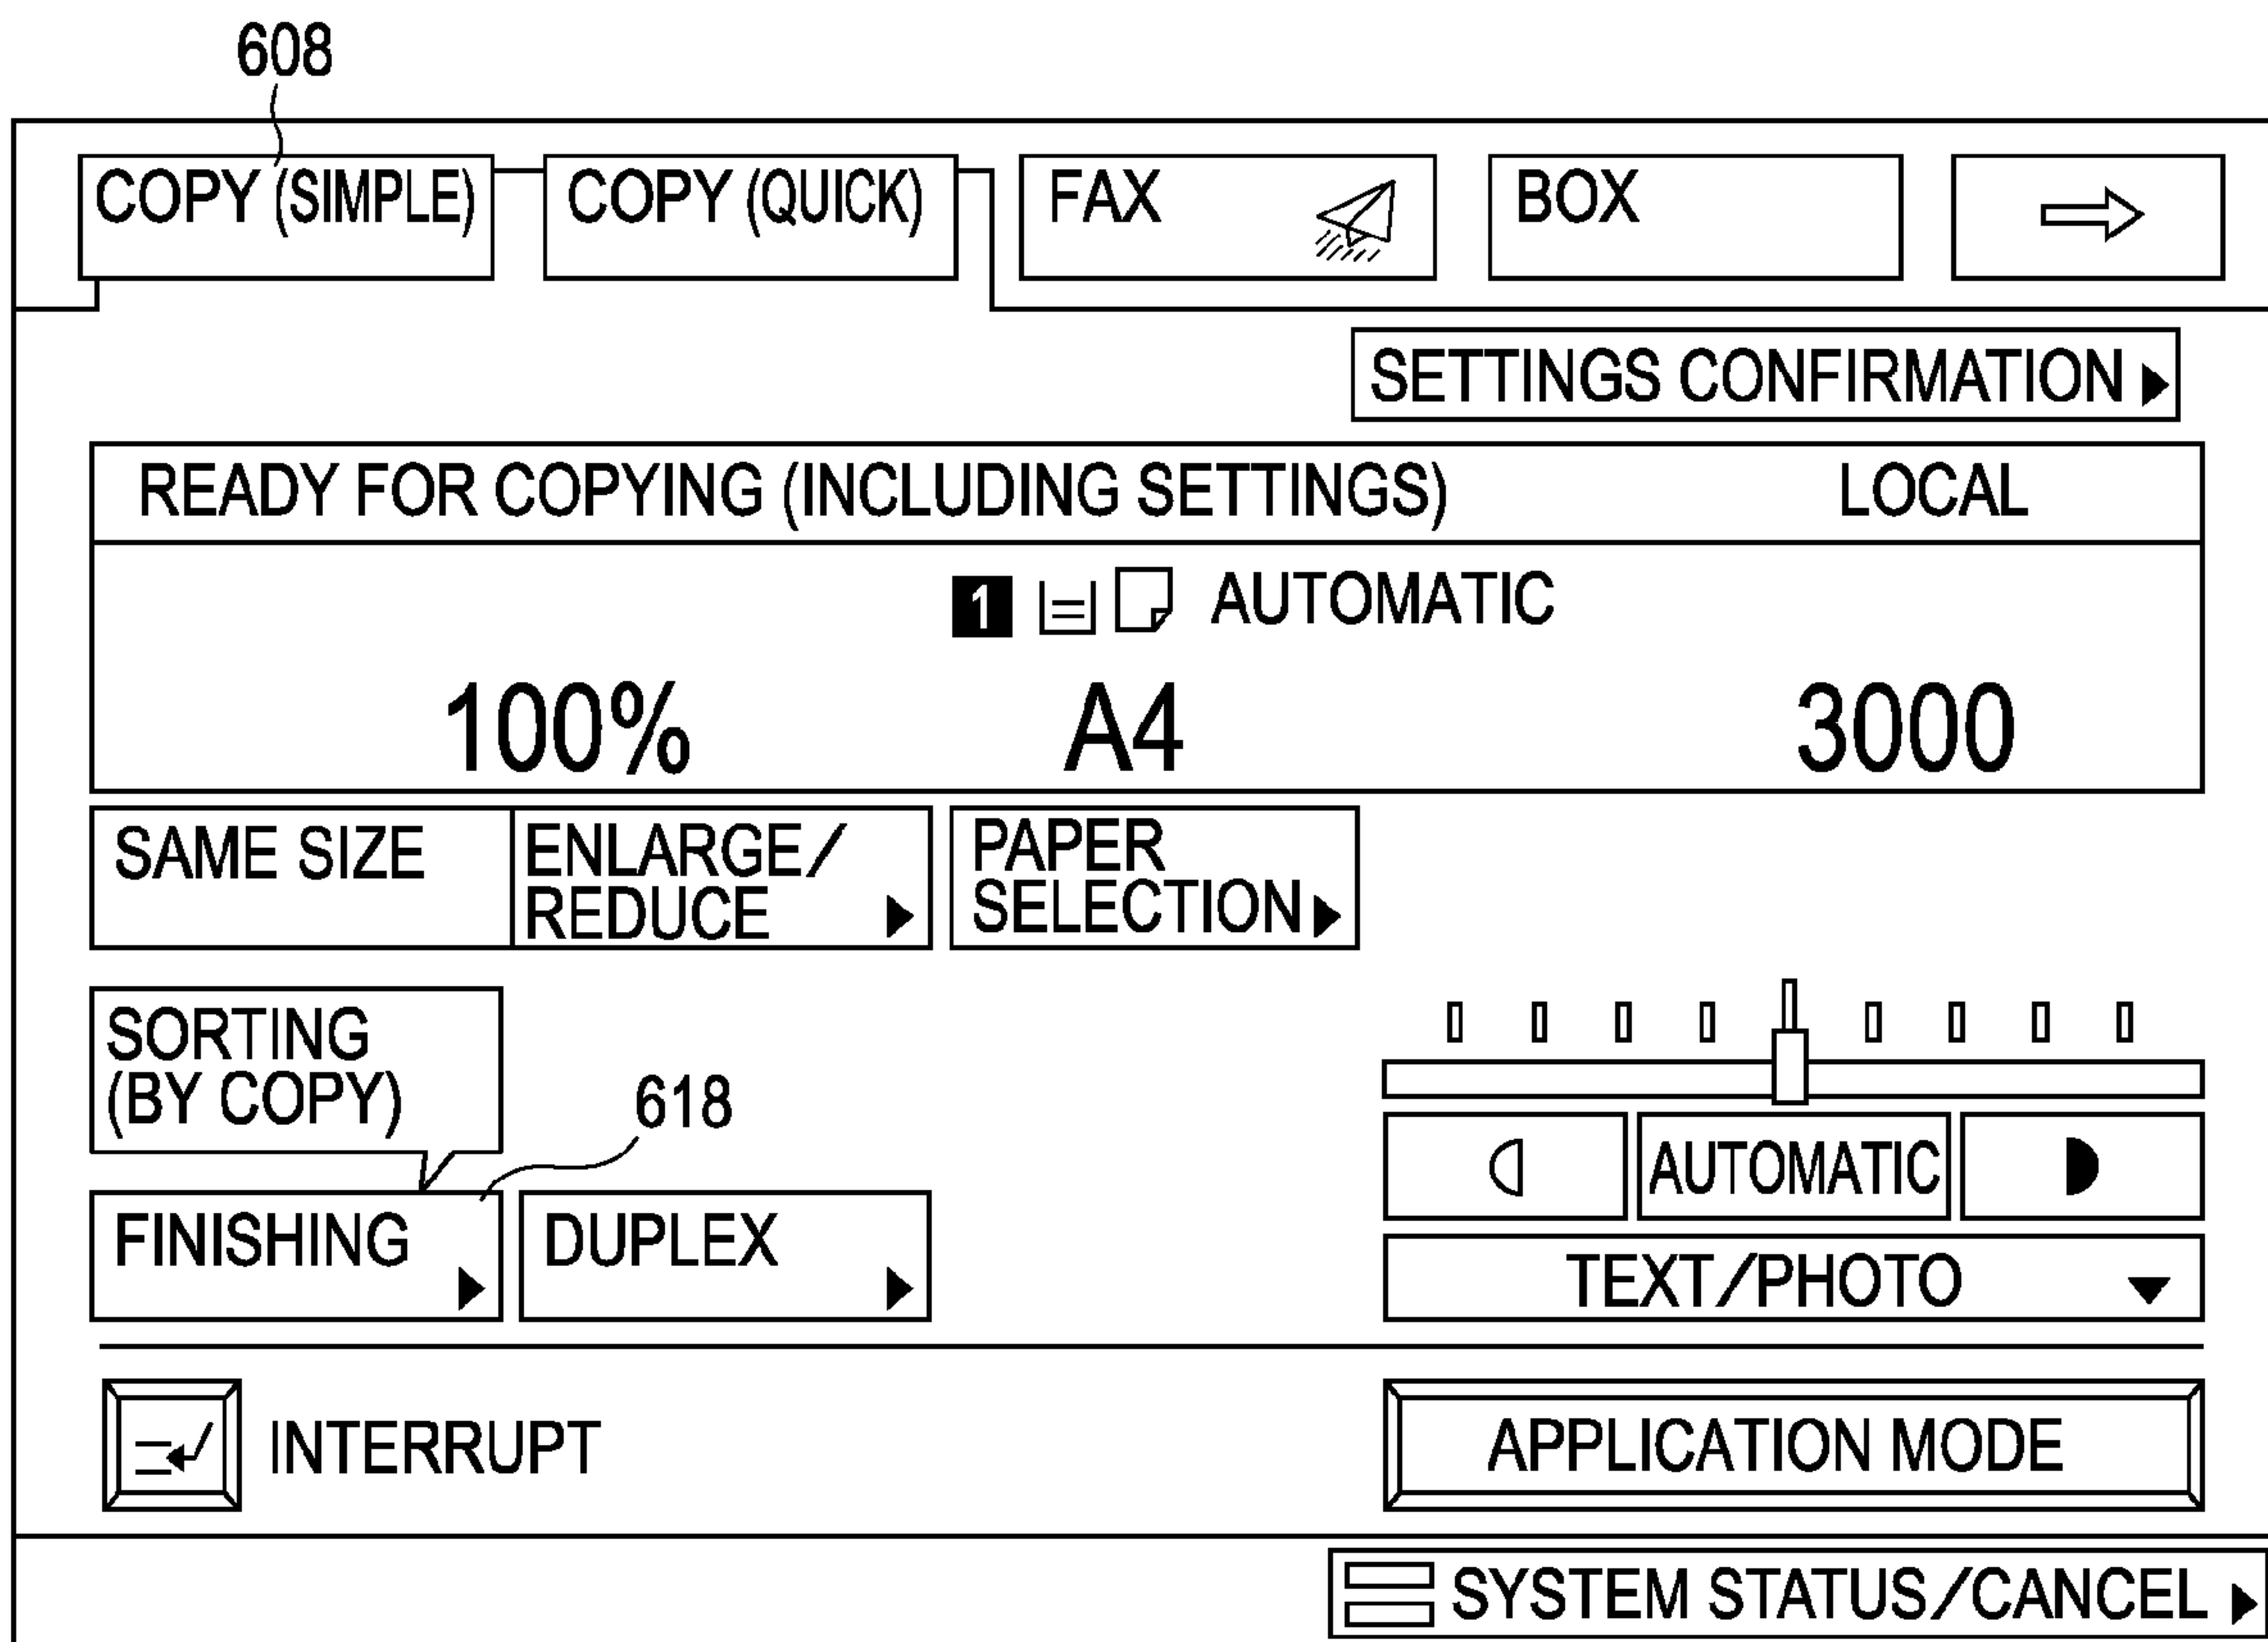 608
COPY (SIMPLE) COPY (QUICK) FAX BOX
SETTINGS CONFIRMATION
READY FOR COPYING (INCLUDING SETTINGS) LOCAL
1 AUTOMATIC
100% A4 3000
SAME SIZE
ENLARGE/
REDUCE
PAPER
SELECTION
SORTING
(BY COPY)
618
AUTOMATIC
FINISHING DUPLEX
TEXT/PHOTO
INTERRUPT
APPLICATION MODE
SYSTEM STATUS/CANCEL